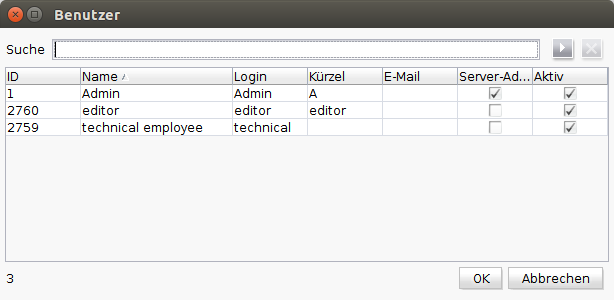 Benutzer
Suche
ID Name Login Kürzel E-Mail Server-Ad... Aktiv
1 Admin Admin A
2760 editor editor editor
2759 technical employee technical
3 OK Abbrechen